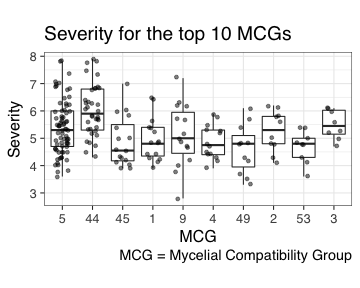 Severity for the top 10 MCGs
8
7
6
5
4
3
Severity
5 44 45 1 9 4 49 2 53 3
MCG
MCG = Mycelial Compatibility Group